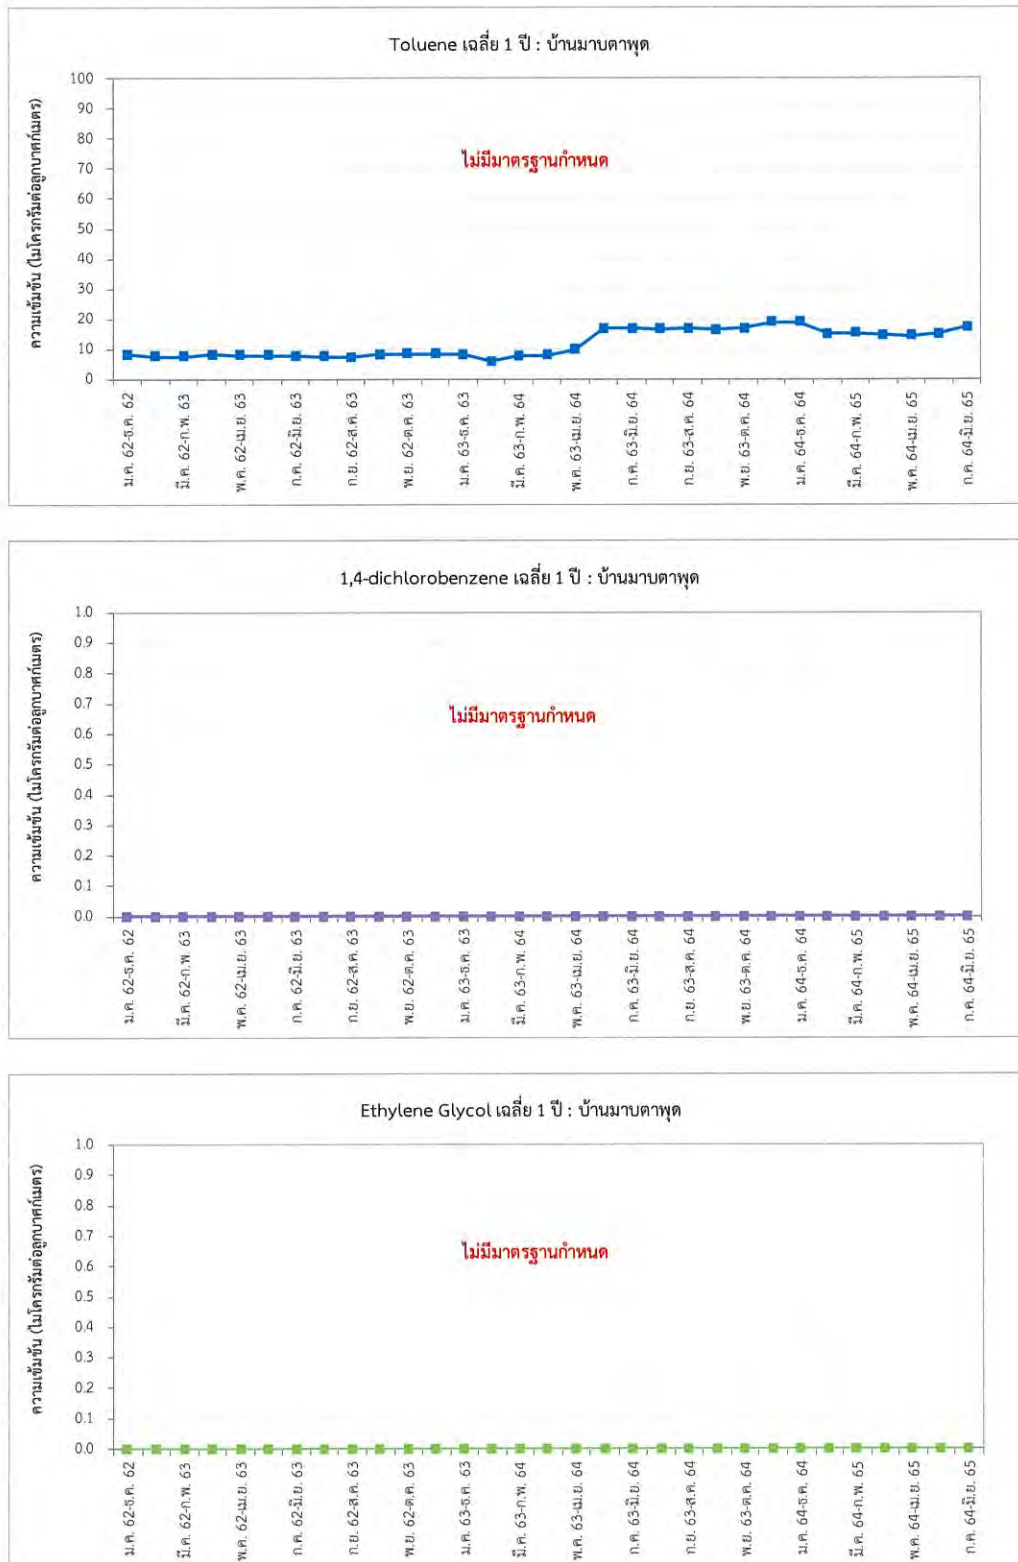 Toluene เฉลี่ย 1 ปี : บ้านมาบตาพุด
ความเข้มข้น (ไมโครกรัมต่อลูกบาศก์เมตร)
100
90
80
70
60
50
40
30
20
10
0
ไม่มีมาตรฐานกำหนด
ม.ค. 62-ธ.ค. 62
มี.ค. 62-ก.พ. 63
พ.ค. 62-เม.ย. 63
ก.ค. 62-มิ.ย. 63
ก.ย. 62-ส.ค. 63
พ.ย. 62-ต.ค. 63
ม.ค. 63-ธ.ค. 63
มี.ค. 63-ก.พ. 64
พ.ค. 63-เม.ย. 64
ก.ค. 63-มิ.ย. 64
ก.ย. 63-ส.ค. 64
พ.ย. 63-ต.ค. 64
ม.ค. 64-ธ.ค. 64
มี.ค. 64-ก.พ. 65
พ.ค. 64-เม.ย. 65
ก.ค. 64-มิ.ย. 65
1,4-dichlorobenzene เฉลี่ย 1 ปี : บ้านมาบตาพุด
ความเข้มข้น (ไมโครกรัมต่อลูกบาศก์เมตร)
1.0
0.9
0.8
0.7
0.6
0.5
0.4
0.3
0.2
0.1
0.0
ไม่มีมาตรฐานกำหนด
ม.ค. 62-ธ.ค. 62
มี.ค. 62-ก.พ. 63
พ.ค. 62-เม.ย. 63
ก.ค. 62-มิ.ย. 63
ก.ย. 62-ส.ค. 63
พ.ย. 62-ต.ค. 63
ม.ค. 63-ธ.ค. 63
มี.ค. 63-ก.พ. 64
พ.ค. 63-เม.ย. 64
ก.ค. 63-มิ.ย. 64
ก.ย. 63-ส.ค. 64
พ.ย. 63-ต.ค. 64
ม.ค. 64-ธ.ค. 64
มี.ค. 64-ก.พ. 65
พ.ค. 64-เม.ย. 65
ก.ค. 64-มิ.ย. 65
Ethylene Glycol เฉลี่ย 1 ปี : บ้านมาบตาพุด
ความเข้มข้น (ไมโครกรัมต่อลูกบาศก์เมตร)
1.0
0.9
0.8
0.7
0.6
0.5
0.4
0.3
0.2
0.1
0.0
ไม่มีมาตรฐานกำหนด
ม.ค. 62-ธ.ค. 62
มี.ค. 62-ก.พ. 63
พ.ค. 62-เม.ย. 63
ก.ค. 62-มิ.ย. 63
ก.ย. 62-ส.ค. 63
พ.ย. 62-ต.ค. 63
ม.ค. 63-ธ.ค. 63
มี.ค. 63-ก.พ. 64
พ.ค. 63-เม.ย. 64
ก.ค. 63-มิ.ย. 64
ก.ย. 63-ส.ค. 64
พ.ย. 63-ต.ค. 64
ม.ค. 64-ธ.ค. 64
มี.ค. 64-ก.พ. 65
พ.ค. 64-เม.ย. 65
ก.ค. 64-มิ.ย. 65